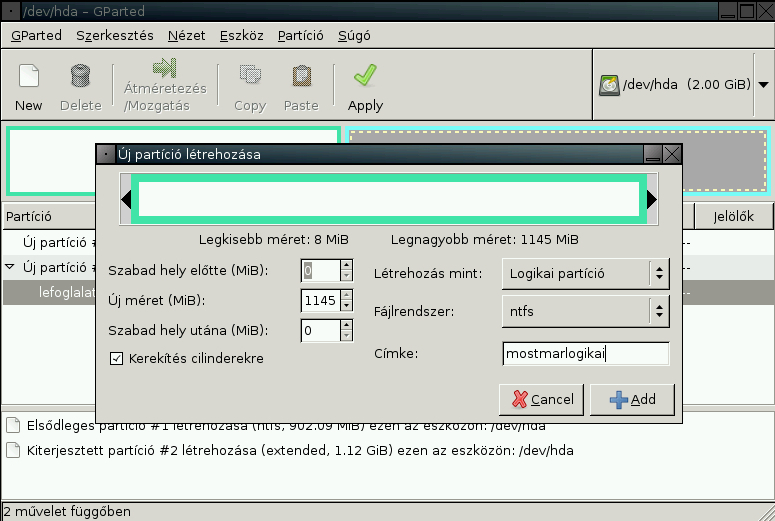 /dev/hda – GParted
GParted Szerkesztés Nézet Eszköz Partíció Súgó
New Delete Átméretezés /Mozgatás Copy Paste Apply /dev/hda (2.00 GiB)
Új partíció létrehozása
Legkisebb méret: 8 MiB Legnagyobb méret: 1145 MiB
Partíció Jelölők
Szabad hely előtte (MiB): 0 Létrehozás mint: Logikai partíció
Új méret (MiB): 1145 Fájlrendszer: ntfs
Szabad hely utána (MiB): 0 Címke: mostmarlogikai
Kerekítés cilinderekre
Cancel Add
Új partíció #
Új partíció #
lefoglalat
Elsődleges partíció #1 létrehozása (ntfs, 902.09 MiB) ezen az eszközön: /dev/hda
Kiterjesztett partíció #2 létrehozása (extended, 1.12 GiB) ezen az eszközön: /dev/hda
2 művelet függőben